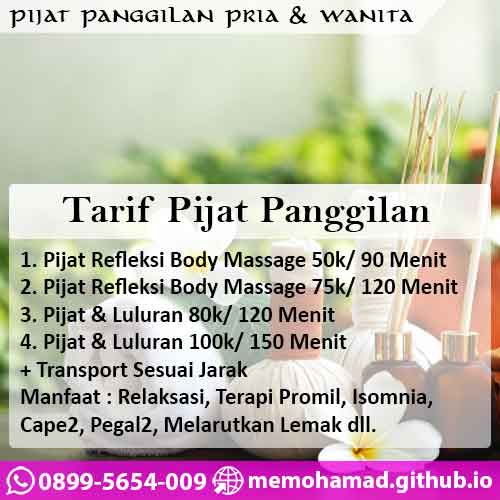 Pijat Panggilan Pria & Wanita
Tarif Pijat Panggilan
1. Pijat Refleksi Body Massage 50k/ 90 Menit
2. Pijat Refleksi Body Massage 75k/ 120 Menit
3. Pijat & Luluran 80k/ 120 Menit
4. Pijat & Luluran 100k/ 150 Menit
+ Transport Sesuai Jarak
Manfaat : Relaksasi, Terapi Promil, Isomnia,
Cape2, Pegal2, Melarutkan Lemak dll.
0899-5654-009 memohamad.github.io